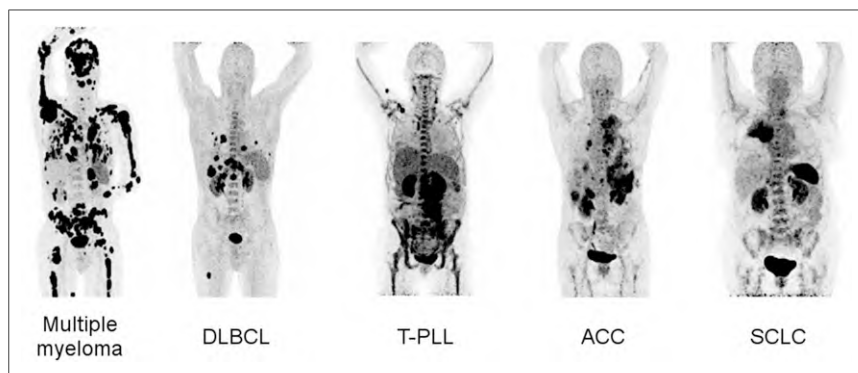 Multiple
myeloma
DLBCL
T-PLL
ACC
SCLC